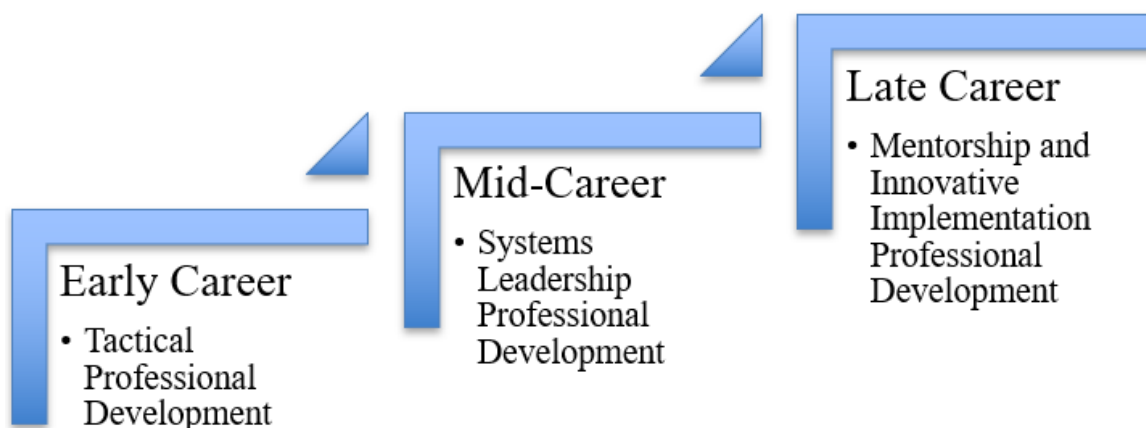 Early Career
• Tactical
Professional
Development
Mid-Career
• Systems
Leadership
Professional
Development
Late Career
• Mentorship and
Innovative
Implementation
Professional
Development